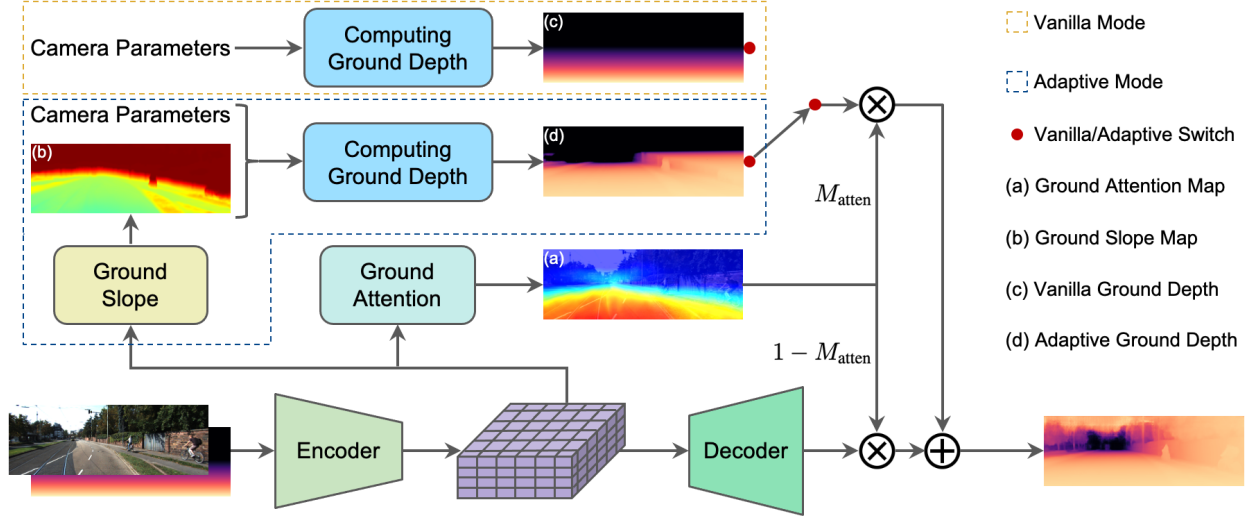 Camera Parameters
Computing
Ground Depth
(c)
Camera Parameters
(b)
Computing
Ground Depth
(d)
Ground
Slope
Ground
Attention
(a)
M_atten
1 − M_atten
Encoder
Decoder
Vanilla Mode
Adaptive Mode
Vanilla/Adaptive Switch
(a) Ground Attention Map
(b) Ground Slope Map
(c) Vanilla Ground Depth
(d) Adaptive Ground Depth